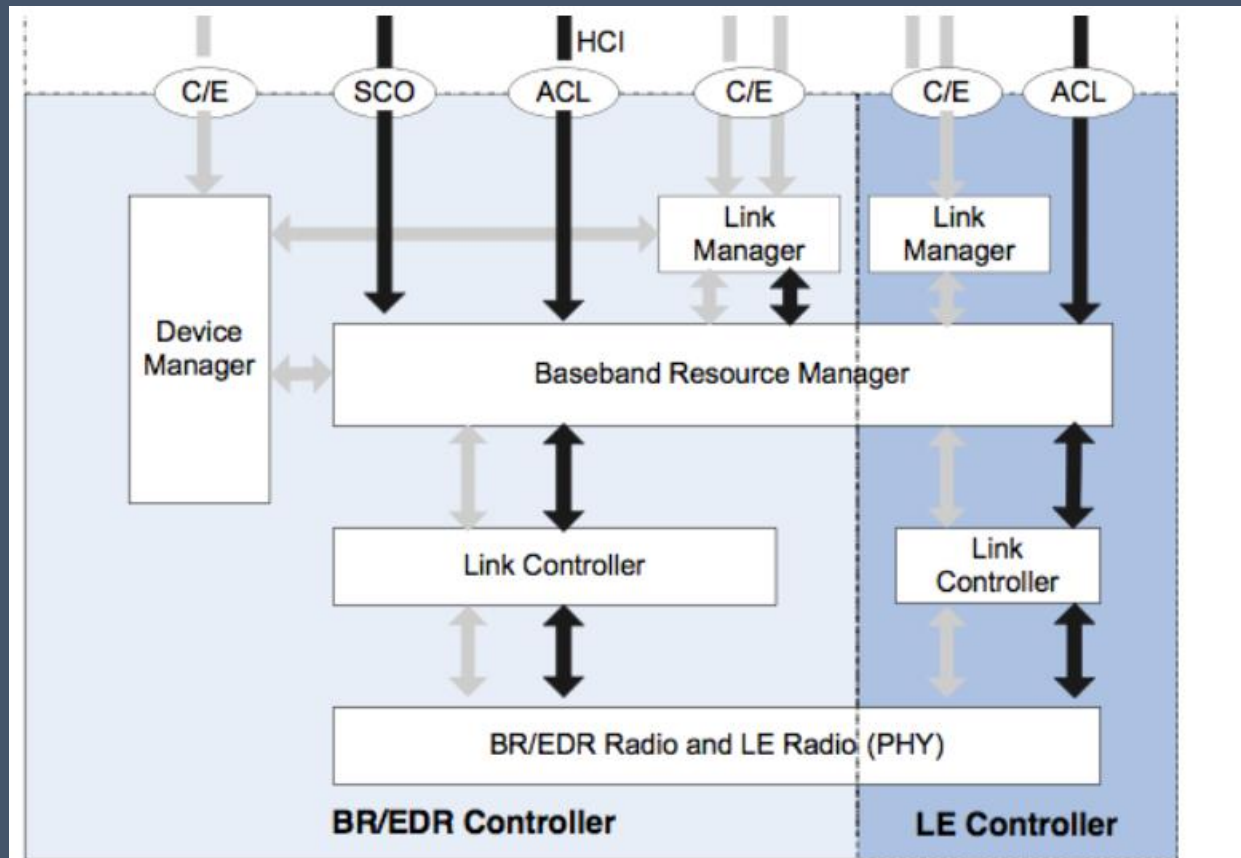 HCI
C/E
SCO
ACL
C/E
C/E
ACL
Link
Manager
Link
Manager
Device
Manager
Baseband Resource Manager
Link Controller
Link
Controller
BR/EDR Radio and LE Radio (PHY)
BR/EDR Controller
LE Controller